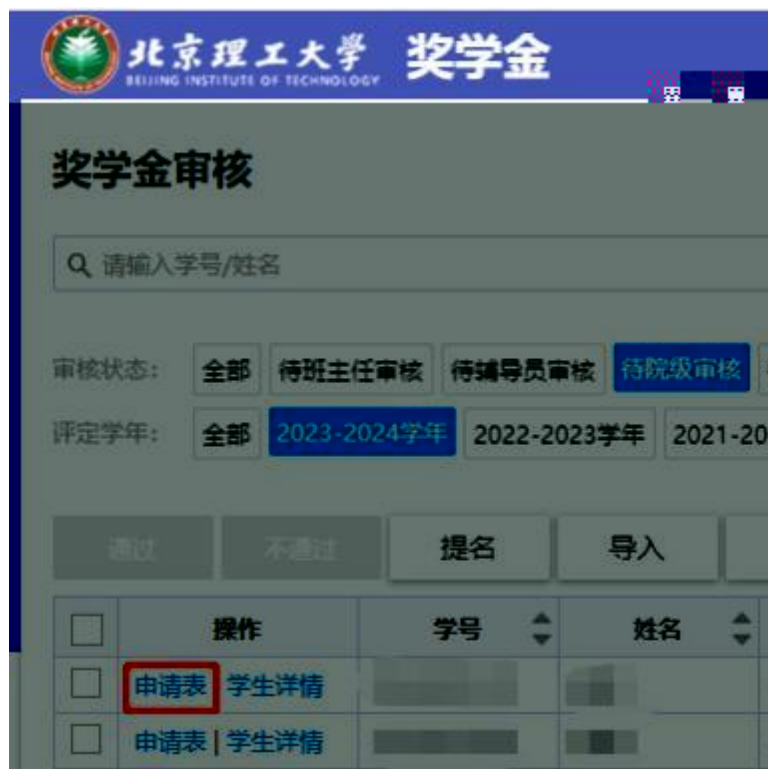 北京理工大学 奖学金
BEIJING INSTITUTE OF TECHNOLOGY
奖学金审核
请输入学号/姓名
审核状态: 全部 待班主任审核 待辅导员审核 待院级审核
评定学年: 全部 2023-2024学年 2022-2023学年 2021-20
通过 不通过 提名 导入
操作 学号 姓名
申请表 学生详情
申请表 | 学生详情